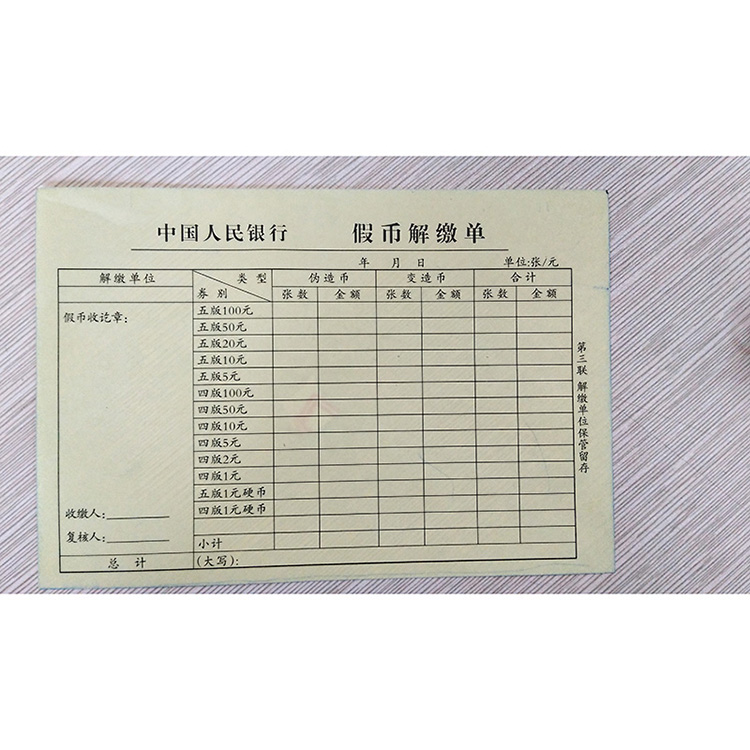 中国人民银行 假币解缴单
年 月 日 单位:张/元
解缴单位 类型 伪造币 变造币 合计
券别 张数 金额 张数 金额 张数 金额
假币收讫章:
五版100元
五版50元
五版20元
五版10元
五版5元
四版100元
四版50元
四版10元
四版5元
四版2元
四版1元
五版1元硬币
四版1元硬币
收缴人:
复核人:
小计
总计 (大写):
第三联 解缴单位保管留存